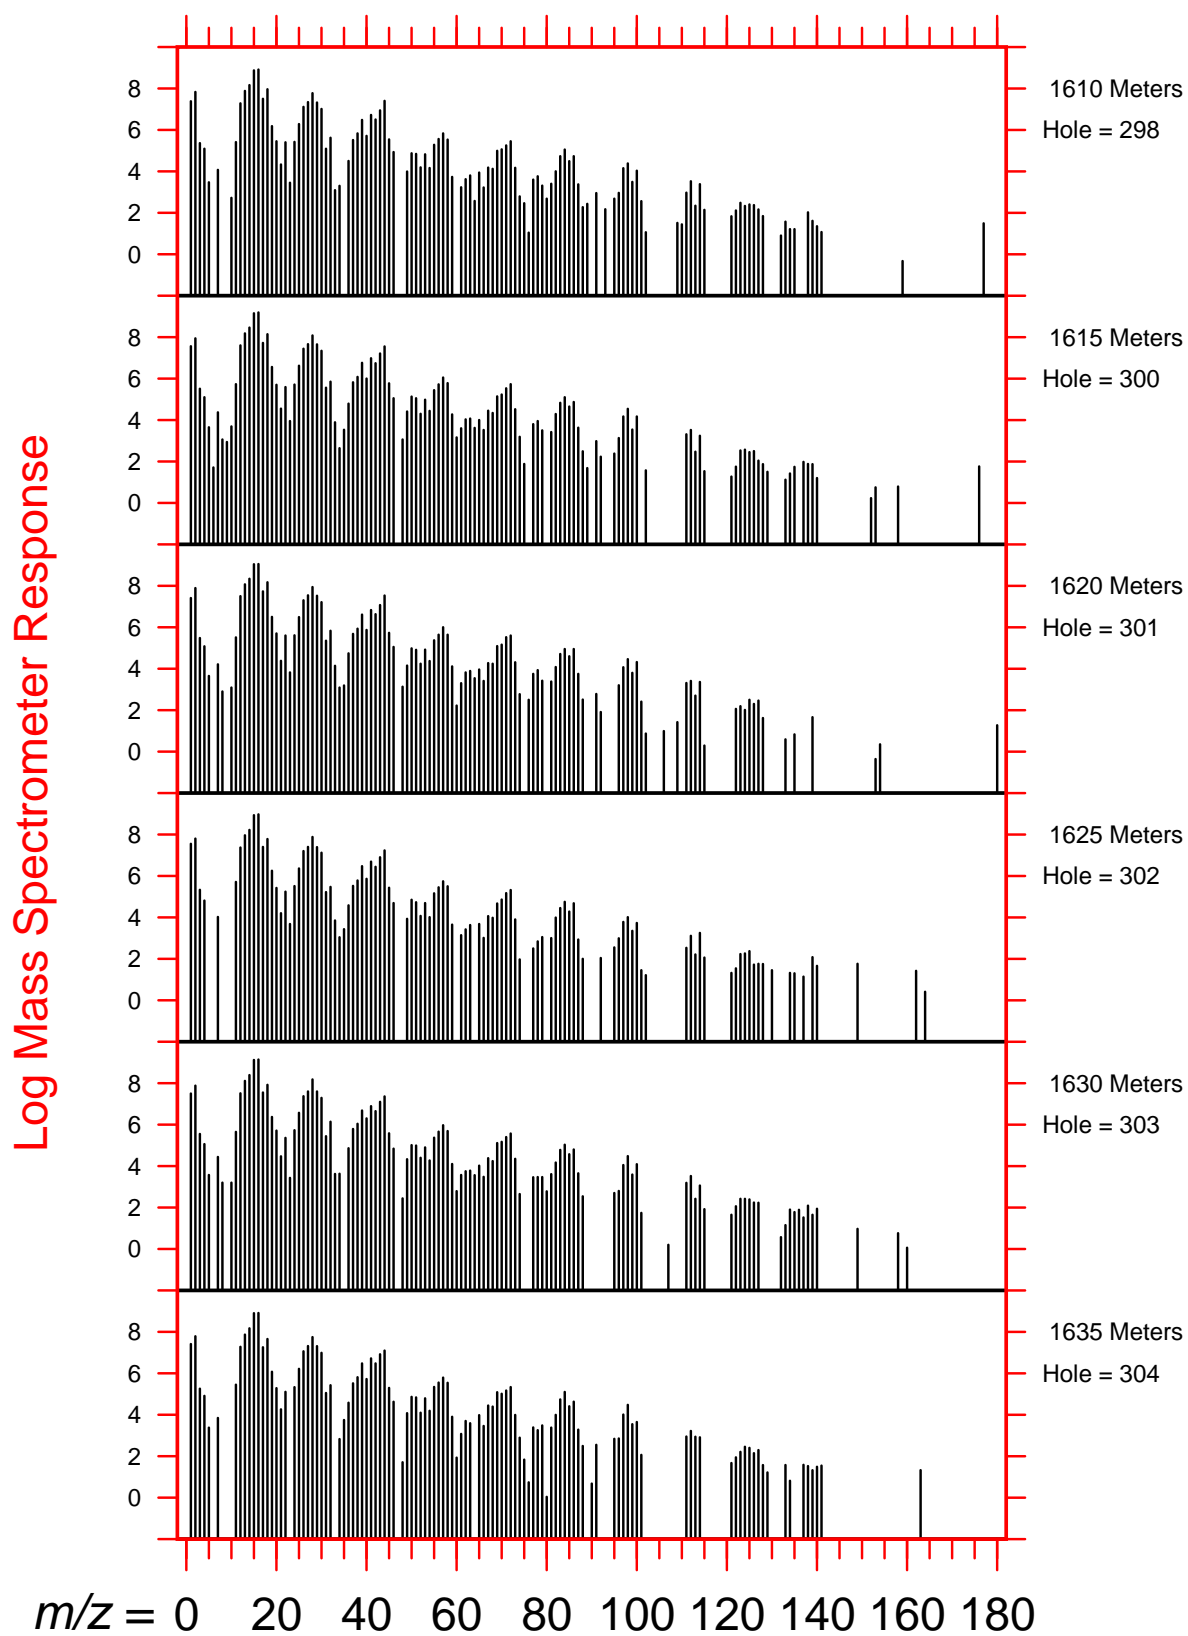 8
6
4
2
0
1610 Meters
Hole = 298
8
6
4
2
0
1615 Meters
Hole = 300
8
6
4
2
0
1620 Meters
Hole = 301
8
6
4
2
0
1625 Meters
Hole = 302
8
6
4
2
0
1630 Meters
Hole = 303
8
6
4
2
0
1635 Meters
Hole = 304
Log Mass Spectrometer Response
m/z = 0 20 40 60 80 100 120 140 160 180